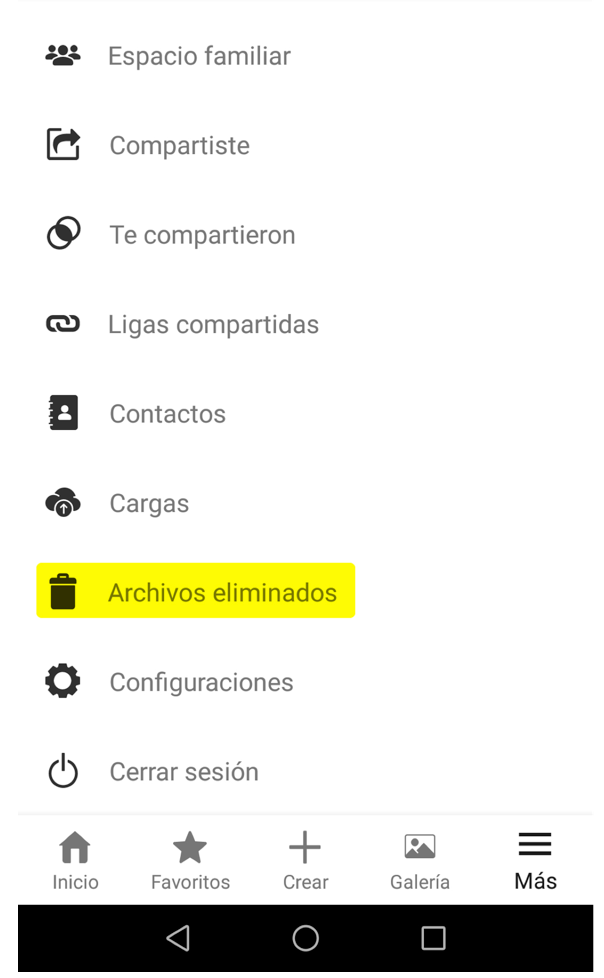 Espacio familiar
Compartiste
Te compartieron
Ligas compartidas
Contactos
Cargas
Archivos eliminados
Configuraciones
Cerrar sesión
Inicio
Favoritos
Crear
Galería
Más